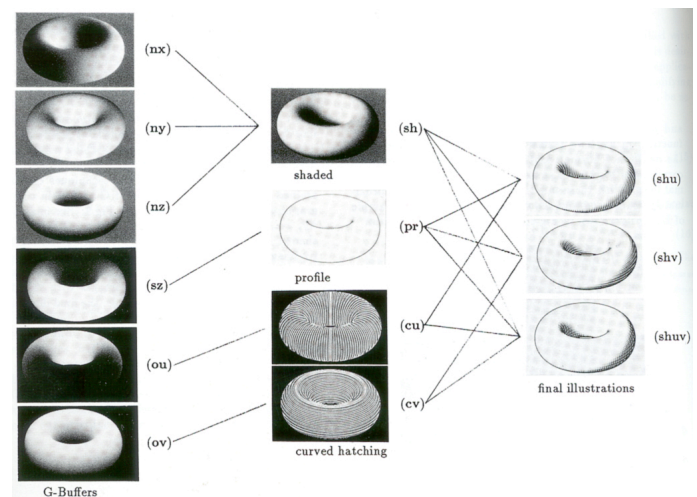 (nx)
(ny)
(nz)
(sz)
(ou)
(ov)
G-Buffers
shaded
profile
curved hatching
(sh)
(pr)
(cu)
(cv)
(shu)
(shv)
(shuv)
final illustrations